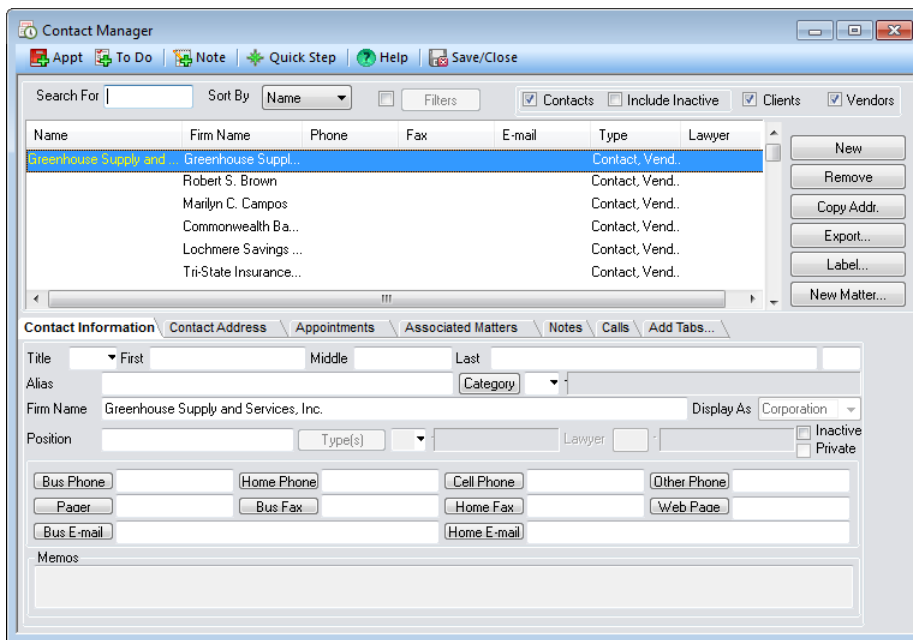 Contact Manager
Appt To Do Note Quick Step Help Save/Close
Search For Sort By Name Filters Contacts Include Inactive Clients Vendors
Name Firm Name Phone Fax E-mail Type Lawyer
Greenhouse Supply and ... Greenhouse Suppl... Contact, Vend..
Robert S. Brown Contact, Vend..
Marilyn C. Campos Contact, Vend..
Commonwealth Ba... Contact, Vend..
Lochmere Savings ... Contact, Vend..
Tri-State Insurance... Contact, Vend..
New
Remove
Copy Addr.
Export...
Label...
New Matter...
Contact Information Contact Address Appointments Associated Matters Notes Calls Add Tabs...
Title First Middle Last
Alias Category
Firm Name Greenhouse Supply and Services, Inc. Display As Corporation
Position Type(s) Lawyer Inactive
Private
Bus Phone Home Phone Cell Phone Other Phone
Pager Bus Fax Home Fax Web Page
Bus E-mail Home E-mail
Memos